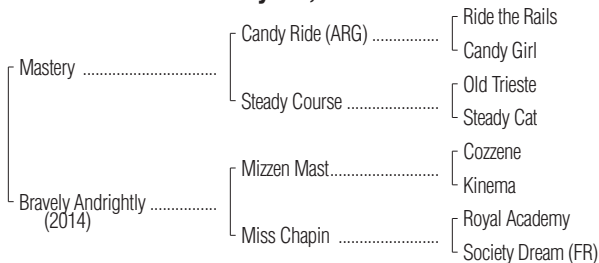 Ride the Rails
Candy Ride (ARG) ................
Candy Girl
Mastery ................................
Old Trieste
Steady Course .......................
Steady Cat
Cozzene
Mizzen Mast..........................
Kinema
Bravely Andrightly ................
(2014)
Royal Academy
Miss Chapin ........................
Society Dream (FR)